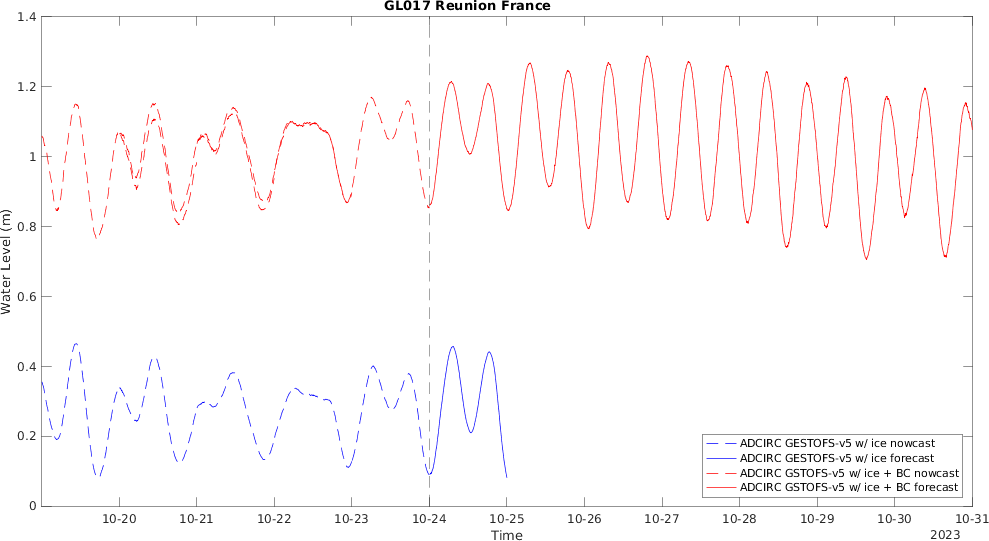 GL017 Reunion France
1.4
1.2
1
0.8
0.6
0.4
0.2
0
Water Level (m)
10-20 10-21 10-22 10-23 10-24 10-25 10-26 10-27 10-28 10-29 10-30 10-31
Time
2023
ADCIRC GESTOFS-v5 w/ ice nowcast
ADCIRC GESTOFS-v5 w/ ice forecast
ADCIRC GSTOFS-v5 w/ ice + BC nowcast
ADCIRC GSTOFS-v5 w/ ice + BC forecast